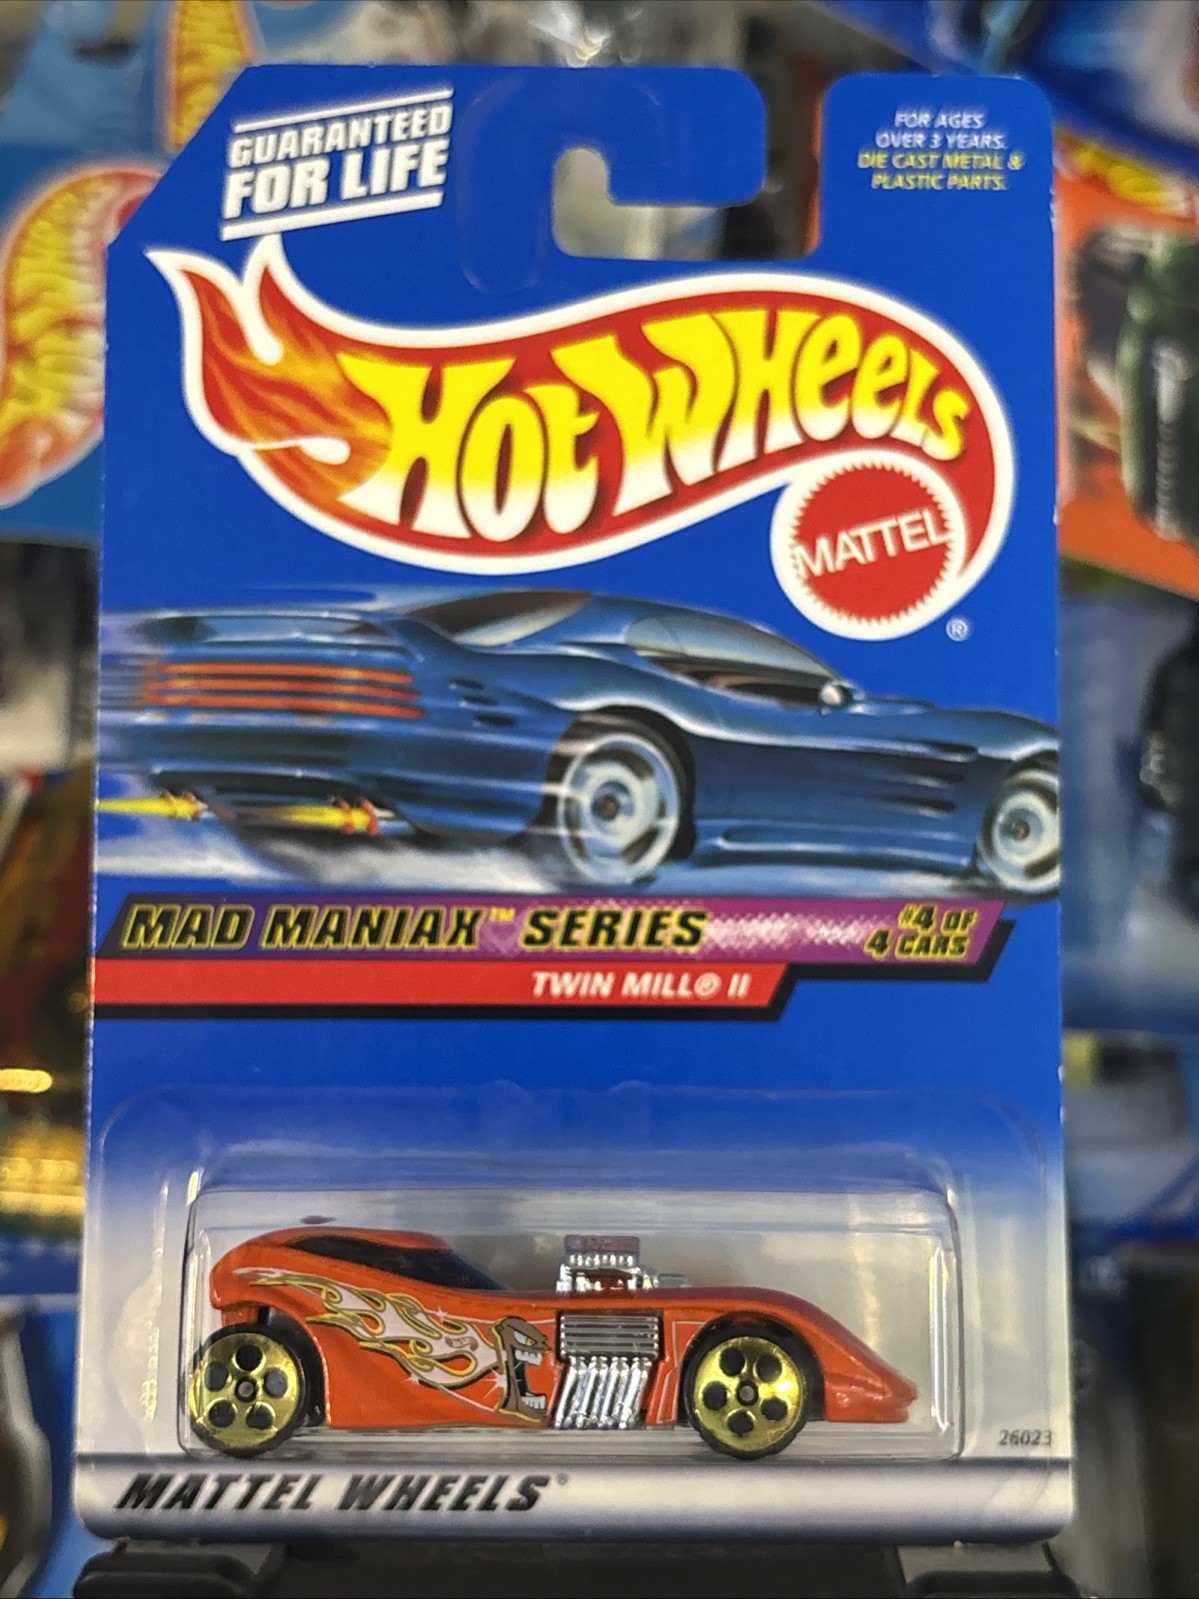 GUARANTEED
FOR LIFE
FOR AGES
OVER 3 YEARS.
DIE CAST METAL &
PLASTIC PARTS.
HOT WHEELS
MATTEL
®
MAD MANIAX™ SERIES
#4 OF
4 CARS
TWIN MILL® II
26023
MATTEL WHEELS®